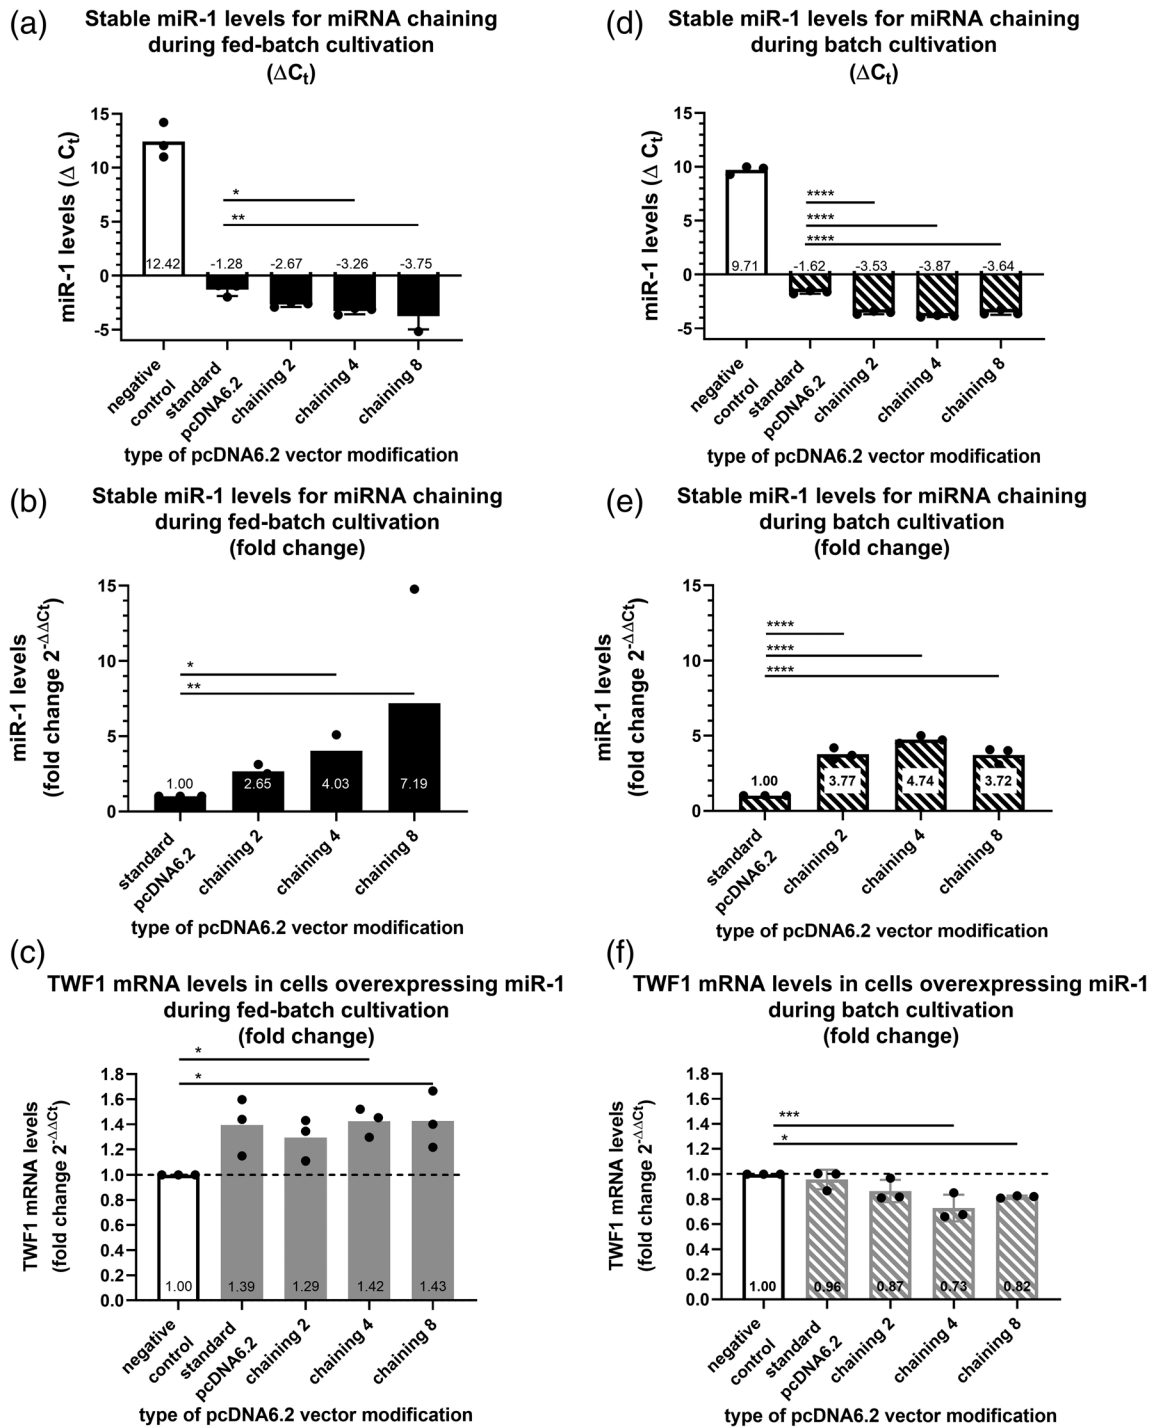 (a)
Stable miR-1 levels for miRNA chaining
during fed-batch cultivation
(ΔCt)
miR-1 levels (Δ Ct)
15
10
5
0
-5
*
**
12.42
-1.28
-2.67
-3.26
-3.75
negative
control
standard
pcDNA6.2
chaining 2
chaining 4
chaining 8
type of pcDNA6.2 vector modification
(d)
Stable miR-1 levels for miRNA chaining
during batch cultivation
(ΔCt)
miR-1 levels (Δ Ct)
15
10
5
0
-5
****
****
****
9.71
-1.62
-3.53
-3.87
-3.64
negative
control
standard
pcDNA6.2
chaining 2
chaining 4
chaining 8
type of pcDNA6.2 vector modification
(b)
Stable miR-1 levels for miRNA chaining
during fed-batch cultivation
(fold change)
miR-1 levels
(fold change 2-ΔΔCt)
15
10
5
0
*
**
1.00
2.65
4.03
7.19
standard
pcDNA6.2
chaining 2
chaining 4
chaining 8
type of pcDNA6.2 vector modification
(e)
Stable miR-1 levels for miRNA chaining
during batch cultivation
(fold change)
miR-1 levels
(fold change 2-ΔΔCt)
15
10
5
0
****
****
****
1.00
3.77
4.74
3.72
standard
pcDNA6.2
chaining 2
chaining 4
chaining 8
type of pcDNA6.2 vector modification
(c)
TWF1 mRNA levels in cells overexpressing miR-1
during fed-batch cultivation
(fold change)
TWF1 mRNA levels
(fold change 2-ΔΔCt)
1.8
1.6
1.4
1.2
1.0
0.8
0.6
0.4
0.2
0.0
*
*
1.00
1.39
1.29
1.42
1.43
negative
control
standard
pcDNA6.2
chaining 2
chaining 4
chaining 8
type of pcDNA6.2 vector modification
(f)
TWF1 mRNA levels in cells overexpressing miR-1
during batch cultivation
(fold change)
TWF1 mRNA levels
(fold change 2-ΔΔCt)
1.8
1.6
1.4
1.2
1.0
0.8
0.6
0.4
0.2
0.0
***
*
1.00
0.96
0.87
0.73
0.82
negative
control
standard
pcDNA6.2
chaining 2
chaining 4
chaining 8
type of pcDNA6.2 vector modification